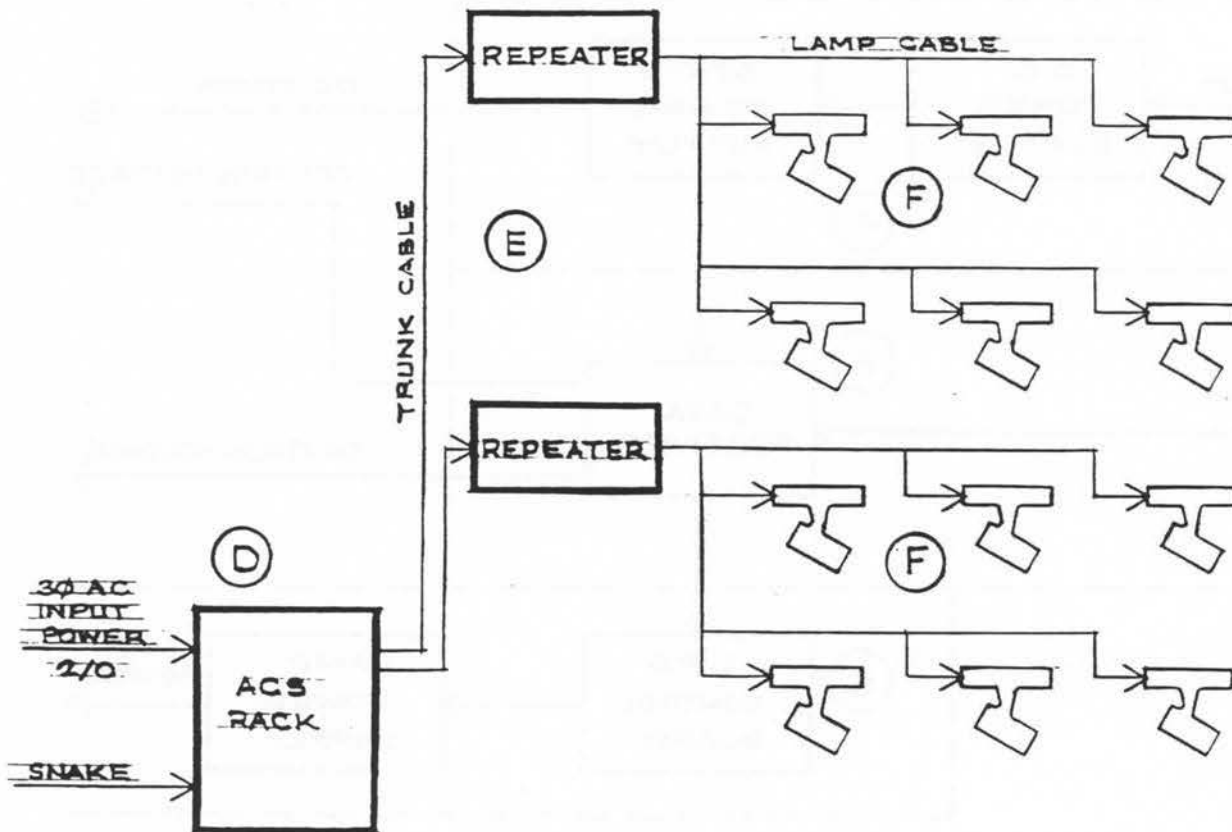 REPEATER
LAMP CABLE
F
E
TRUNK CABLE
REPEATER
D
F
3Ø AC
INPUT
POWER
2/0
ACS
RACK
SNAKE